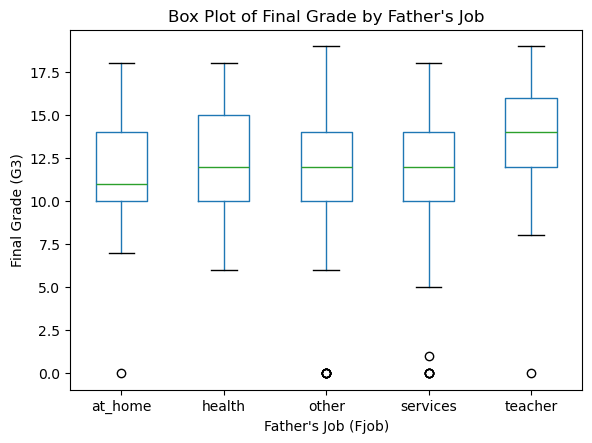 Box Plot of Final Grade by Father's Job
17.5
15.0
12.5
10.0
7.5
5.0
2.5
0.0
Final Grade (G3)
at_home health other services teacher
Father's Job (Fjob)